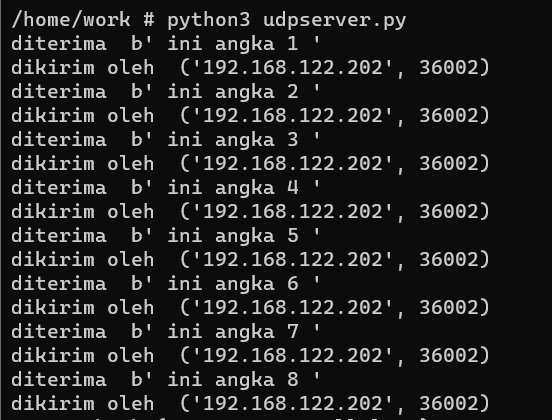 /home/work # python3 udpserver.py
diterima  b' ini angka 1 '
dikirim oleh  ('192.168.122.202', 36002)
diterima  b' ini angka 2 '
dikirim oleh  ('192.168.122.202', 36002)
diterima  b' ini angka 3 '
dikirim oleh  ('192.168.122.202', 36002)
diterima  b' ini angka 4 '
dikirim oleh  ('192.168.122.202', 36002)
diterima  b' ini angka 5 '
dikirim oleh  ('192.168.122.202', 36002)
diterima  b' ini angka 6 '
dikirim oleh  ('192.168.122.202', 36002)
diterima  b' ini angka 7 '
dikirim oleh  ('192.168.122.202', 36002)
diterima  b' ini angka 8 '
dikirim oleh  ('192.168.122.202', 36002)